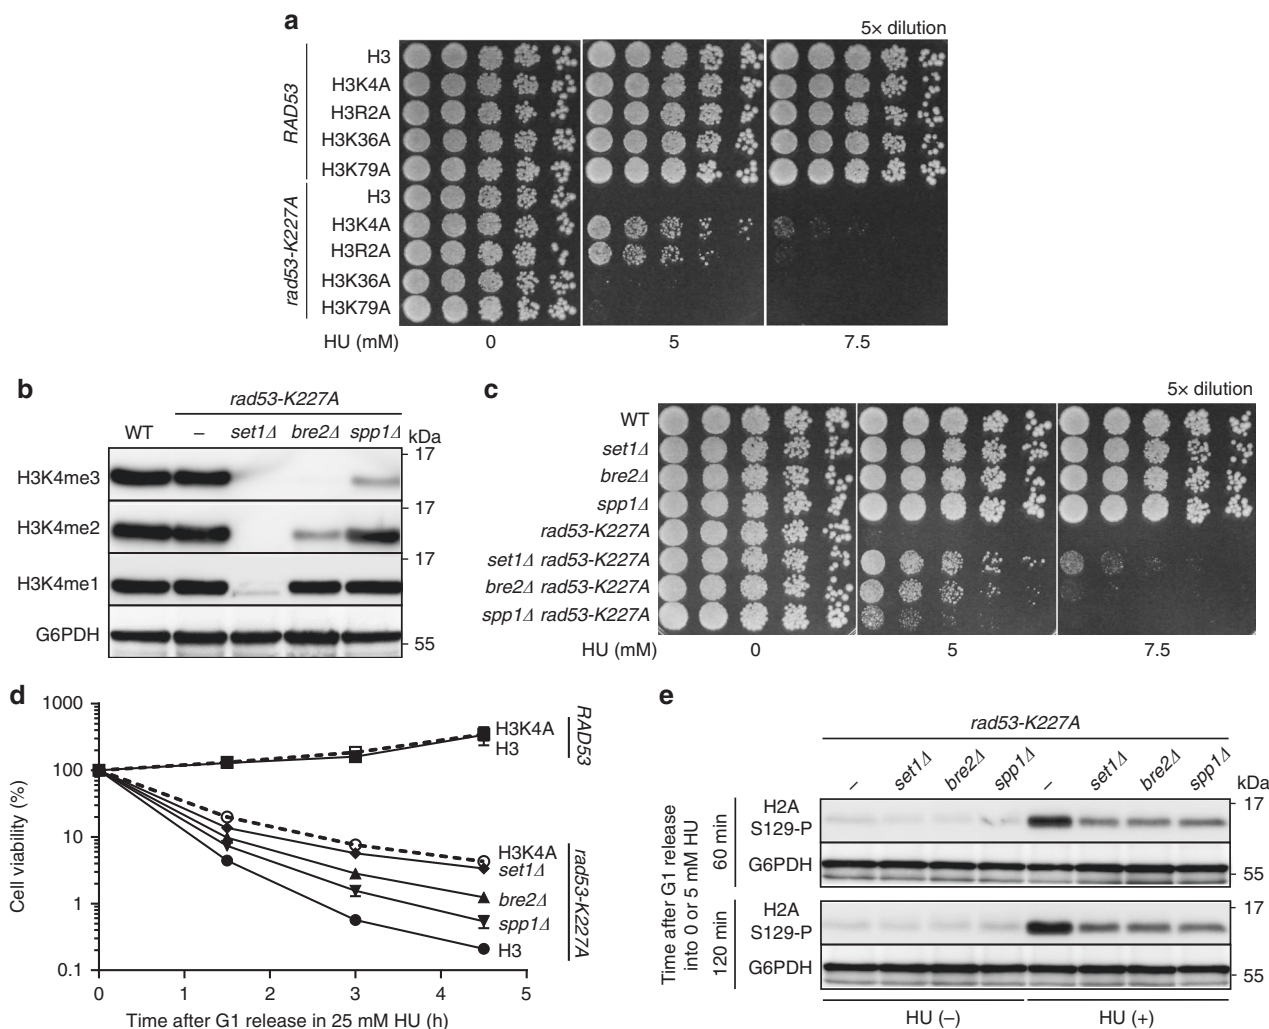 a
5× dilution
RAD53
H3
H3K4A
H3R2A
H3K36A
H3K79A
rad53-K227A
H3
H3K4A
H3R2A
H3K36A
H3K79A
HU (mM) 0 5 7.5
b
rad53-K227A
WT – set1Δ bre2Δ spp1Δ kDa
17
H3K4me3
17
H3K4me2
17
H3K4me1
G6PDH
55
c
5× dilution
WT
set1Δ
bre2Δ
spp1Δ
rad53-K227A
set1Δ rad53-K227A
bre2Δ rad53-K227A
spp1Δ rad53-K227A
HU (mM) 0 5 7.5
d
Cell viability (%)
1000
100
10
1
0.1
0 1 2 3 4 5
Time after G1 release in 25 mM HU (h)
H3K4A
H3
RAD53
H3K4A
set1Δ
bre2Δ
spp1Δ
H3
rad53-K227A
e
rad53-K227A
– set1Δ bre2Δ spp1Δ – set1Δ bre2Δ spp1Δ kDa
Time after G1 release
into 0 or 5 mM HU
60 min
H2A
S129-P
17
G6PDH
55
120 min
H2A
S129-P
17
G6PDH
55
HU (–) HU (+)